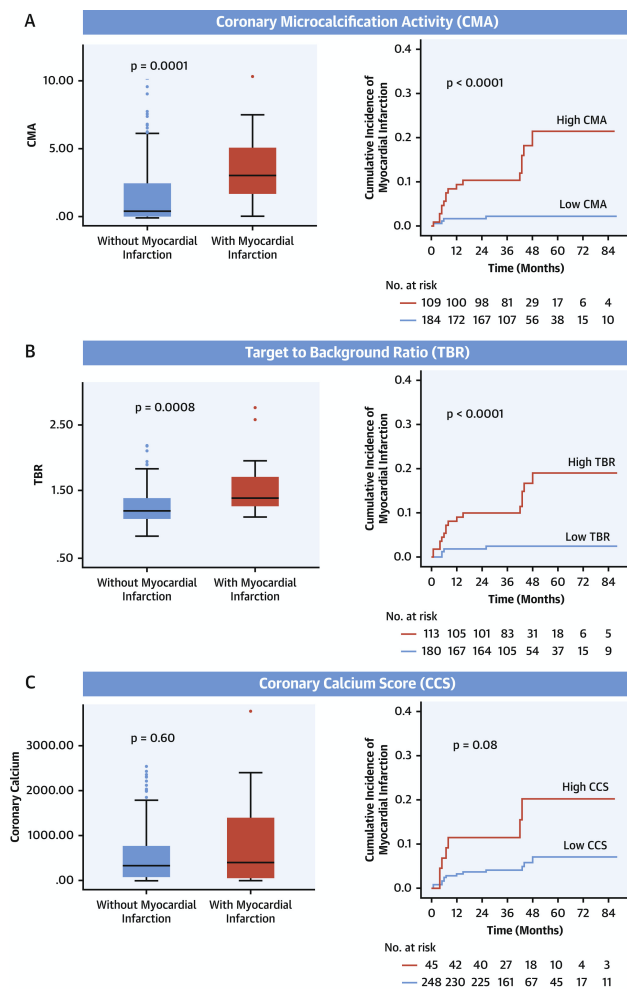 A
Coronary Microcalcification Activity (CMA)
p = 0.0001
10.00
5.00
.00
CMA
Without Myocardial
Infarction
With Myocardial
Infarction
Cumulative Incidence of
Myocardial Infarction
0.4
0.3
0.2
0.1
0.0
p < 0.0001
High CMA
Low CMA
0 12 24 36 48 60 72 84
Time (Months)
No. at risk
109 100 98 81 29 17 6 4
184 172 167 107 56 38 15 10
B
Target to Background Ratio (TBR)
p = 0.0008
2.50
1.50
.50
TBR
Without Myocardial
Infarction
With Myocardial
Infarction
Cumulative Incidence of
Myocardial Infarction
0.4
0.3
0.2
0.1
0.0
p < 0.0001
High TBR
Low TBR
0 12 24 36 48 60 72 84
Time (Months)
No. at risk
113 105 101 83 31 18 6 5
180 167 164 105 54 37 15 9
C
Coronary Calcium Score (CCS)
p = 0.60
3000.00
2000.00
1000.00
.00
Coronary Calcium
Without Myocardial
Infarction
With Myocardial
Infarction
Cumulative Incidence of
Myocardial Infarction
0.4
0.3
0.2
0.1
0.0
p = 0.08
High CCS
Low CCS
0 12 24 36 48 60 72 84
Time (Months)
No. at risk
45 42 40 27 18 10 4 3
248 230 225 161 67 45 17 11